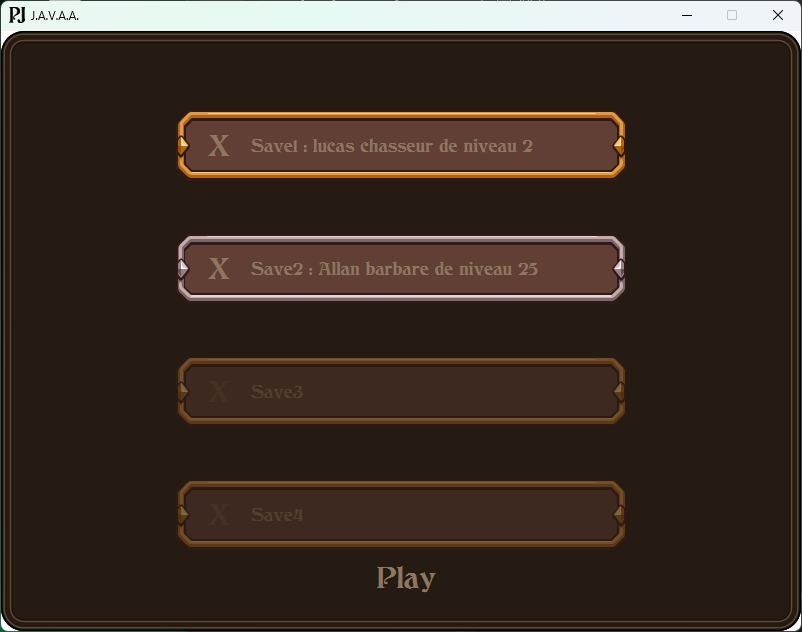 PJ J.A.V.A.A.
X Save1 : lucas chasseur de niveau 2
X Save2 : Allan barbare de niveau 25
X Save3
X Save4
Play